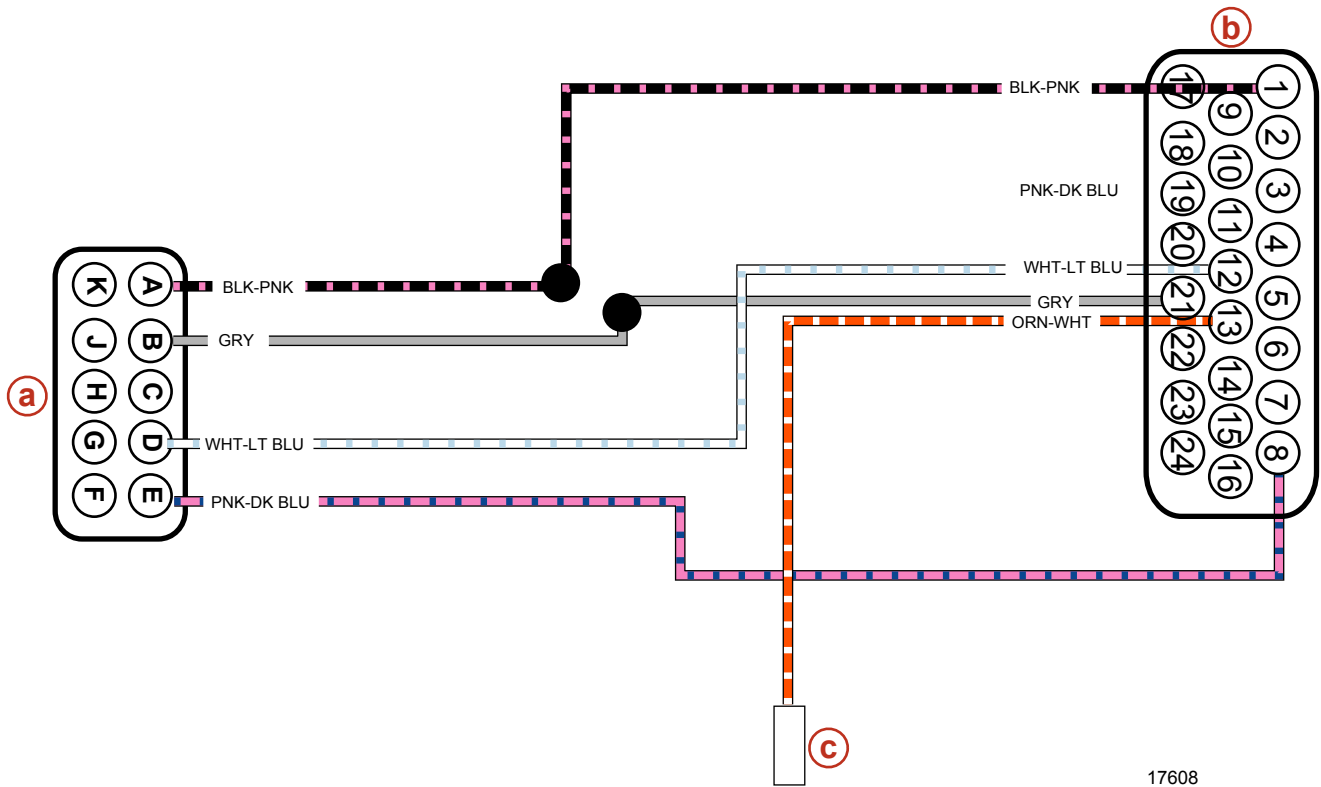 b
BLK-PNK
17
1
9
2
18
10
PNK-DK BLU
19
3
11
20
4
WHT-LT BLU
12
K
A
BLK-PNK
GRY
21
5
ORN-WHT
13
J
B
GRY
22
6
14
a
H
C
23
7
15
G
D
WHT-LT BLU
24
8
16
F
E
PNK-DK BLU
c
17608